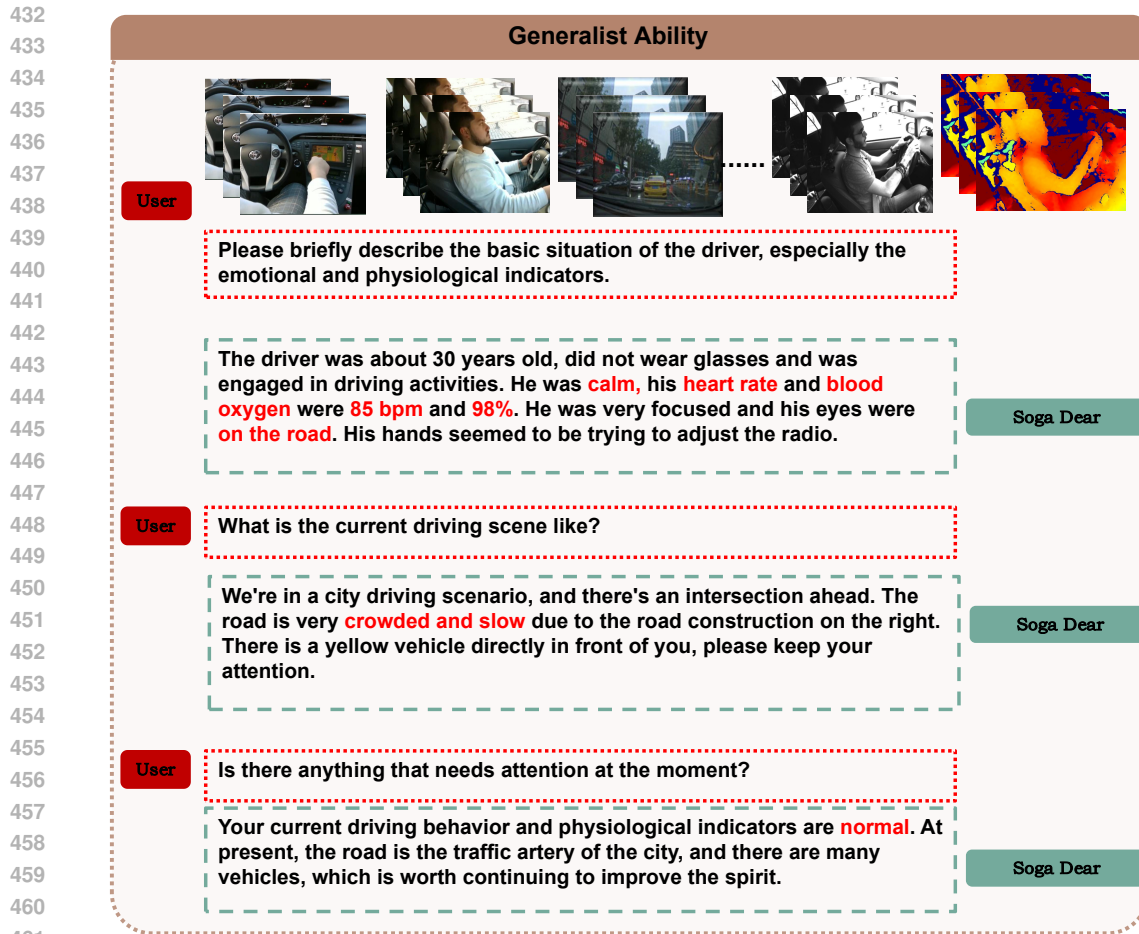 432
433
434
435
436
437
438
439
440
441
442
443
444
445
446
447
448
449
450
451
452
453
454
455
456
457
458
459
460
Generalist Ability
......
User
Please briefly describe the basic situation of the driver, especially the
emotional and physiological indicators.
The driver was about 30 years old, did not wear glasses and was
engaged in driving activities. He was calm, his heart rate and blood
oxygen were 85 bpm and 98%. He was very focused and his eyes were
on the road. His hands seemed to be trying to adjust the radio.
Soga Dear
User
What is the current driving scene like?
We're in a city driving scenario, and there's an intersection ahead. The
road is very crowded and slow due to the road construction on the right.
There is a yellow vehicle directly in front of you, please keep your
attention.
Soga Dear
User
Is there anything that needs attention at the moment?
Your current driving behavior and physiological indicators are normal. At
present, the road is the traffic artery of the city, and there are many
vehicles, which is worth continuing to improve the spirit.
Soga Dear